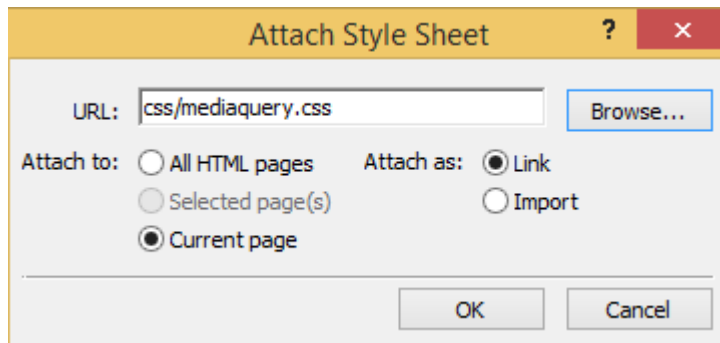 Attach Style Sheet ? ×
URL: css/mediaquery.css Browse...
Attach to: All HTML pages Attach as: Link
Selected page(s) Import
Current page
OK Cancel